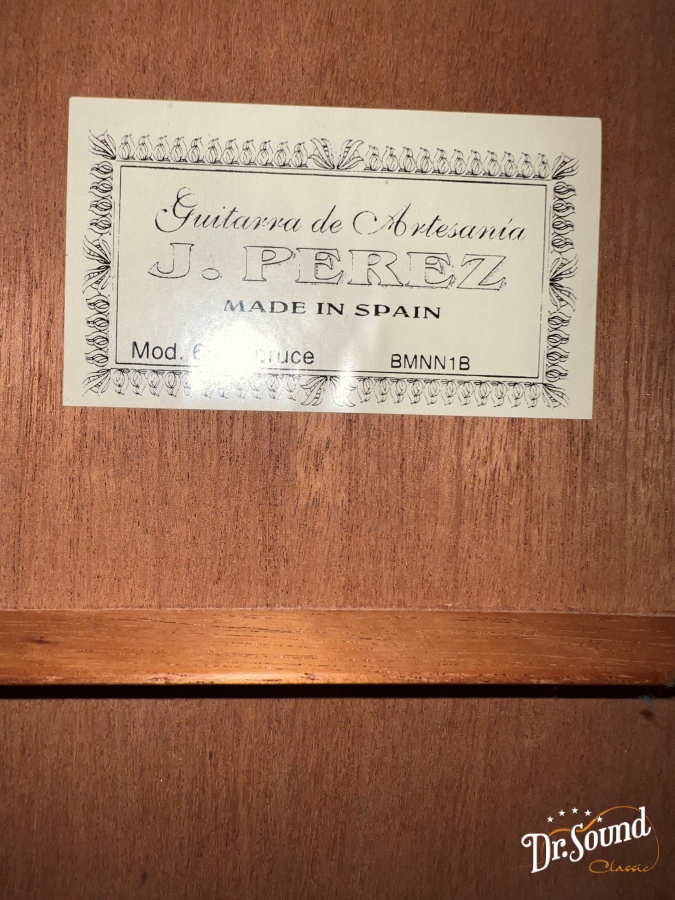 Guitarra de Artesanía
J. PEREZ
MADE IN SPAIN
Mod. BMNN1B
Dr.Sound
Classic